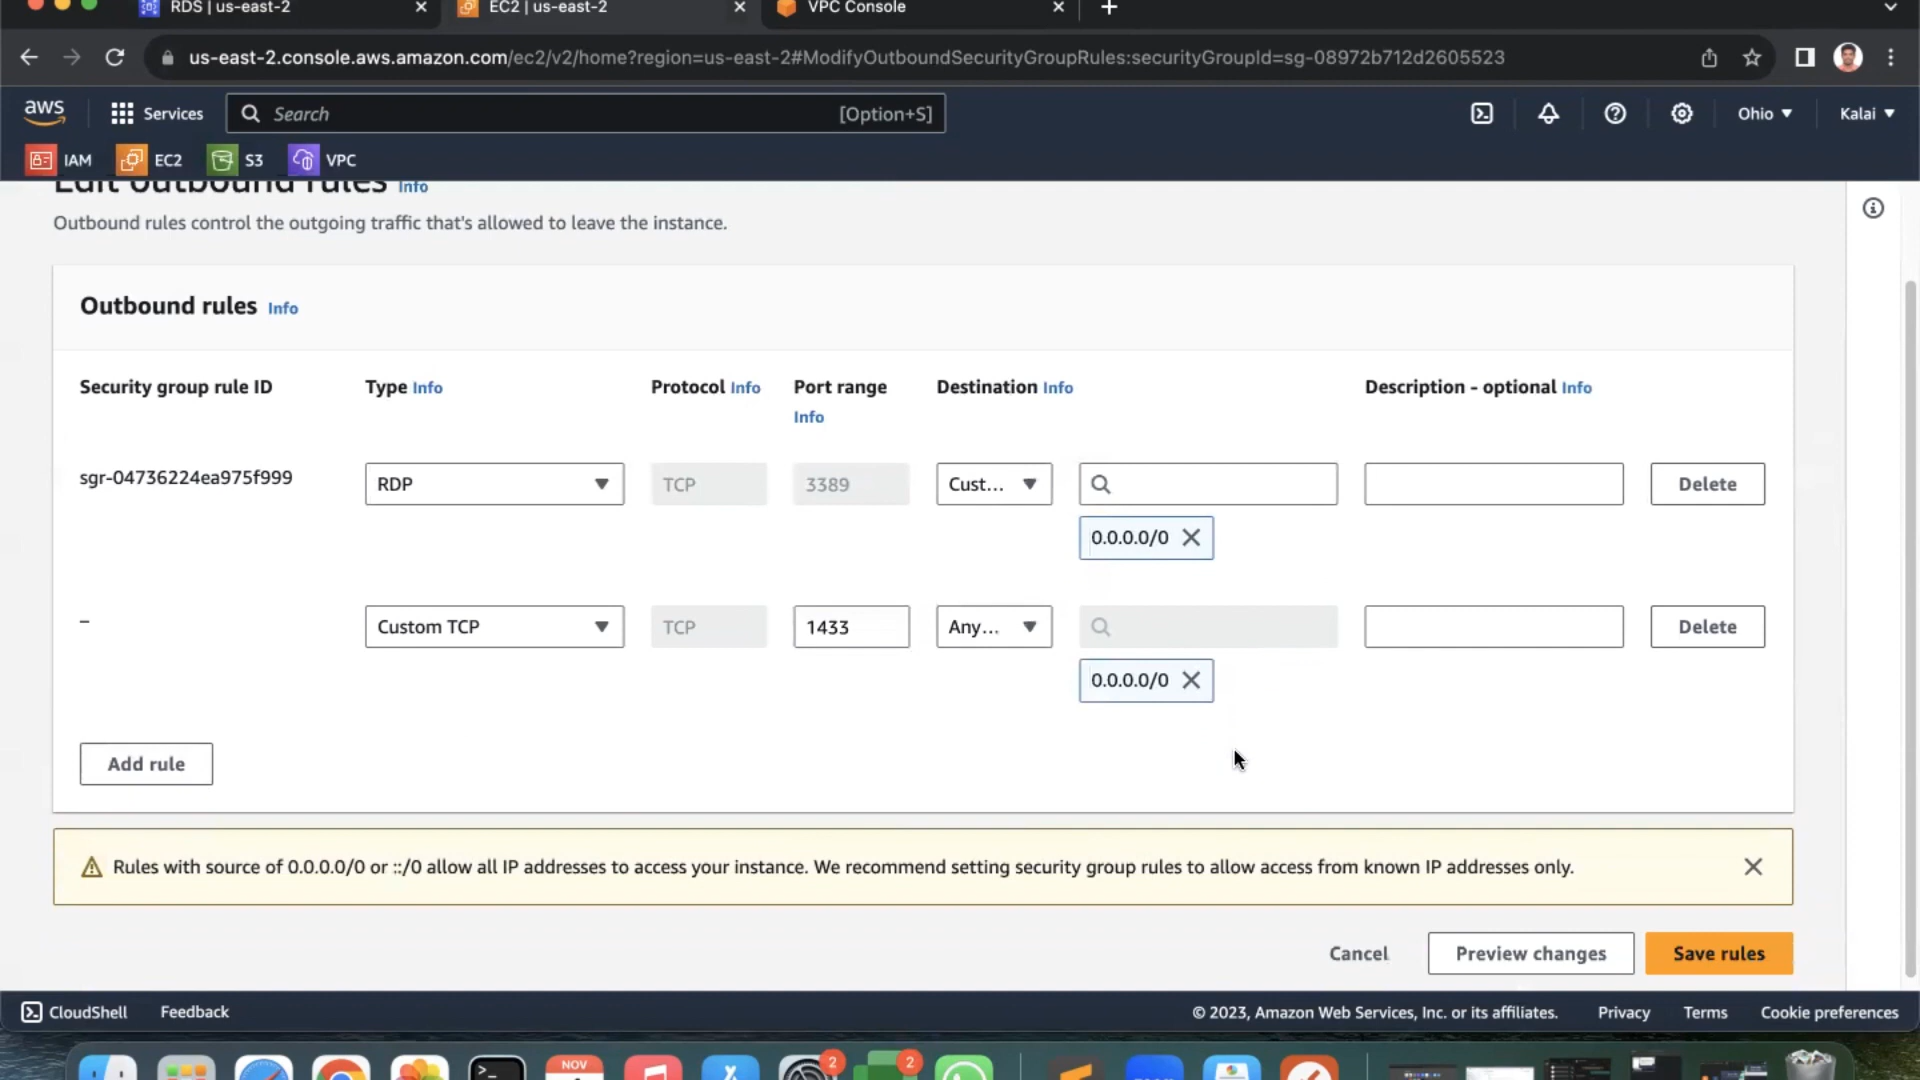 RDS | us-east-2
EC2 | us-east-2
VPC Console
us-east-2.console.aws.amazon.com/ec2/v2/home?region=us-east-2#ModifyOutboundSecurityGroupRules:securityGroupId=sg-08972b712d2605523
aws Services Search [Option+S] Ohio Kalai
IAM EC2 S3 VPC
Edit outbound rules Info
Outbound rules control the outgoing traffic that's allowed to leave the instance.
Outbound rules Info
Security group rule ID Type Info Protocol Info Port range Info Destination Info Description - optional Info
sgr-04736224ea975f999 RDP TCP 3389 Cust... Delete
0.0.0.0/0
– Custom TCP TCP 1433 Any... Delete
0.0.0.0/0
Add rule
Rules with source of 0.0.0.0/0 or ::/0 allow all IP addresses to access your instance. We recommend setting security group rules to allow access from known IP addresses only.
Cancel Preview changes Save rules
CloudShell Feedback © 2023, Amazon Web Services, Inc. or its affiliates. Privacy Terms Cookie preferences
NOV 2 2